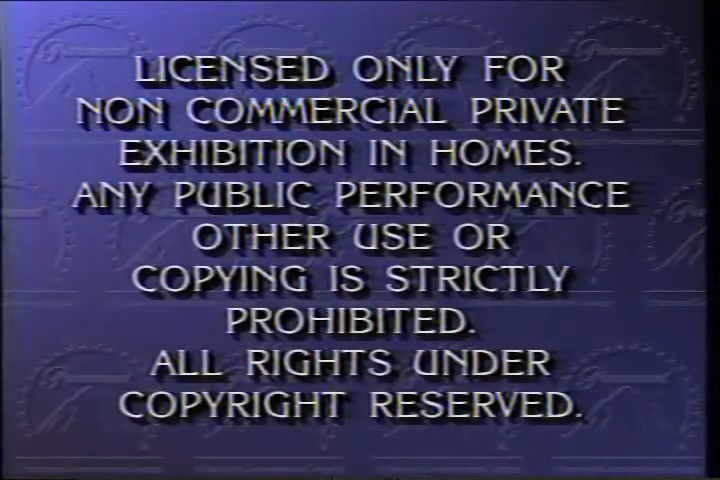 LICENSED ONLY FOR
NON COMMERCIAL PRIVATE
EXHIBITION IN HOMES.
ANY PUBLIC PERFORMANCE
OTHER USE OR
COPYING IS STRICTLY
PROHIBITED.
ALL RIGHTS UNDER
COPYRIGHT RESERVED.